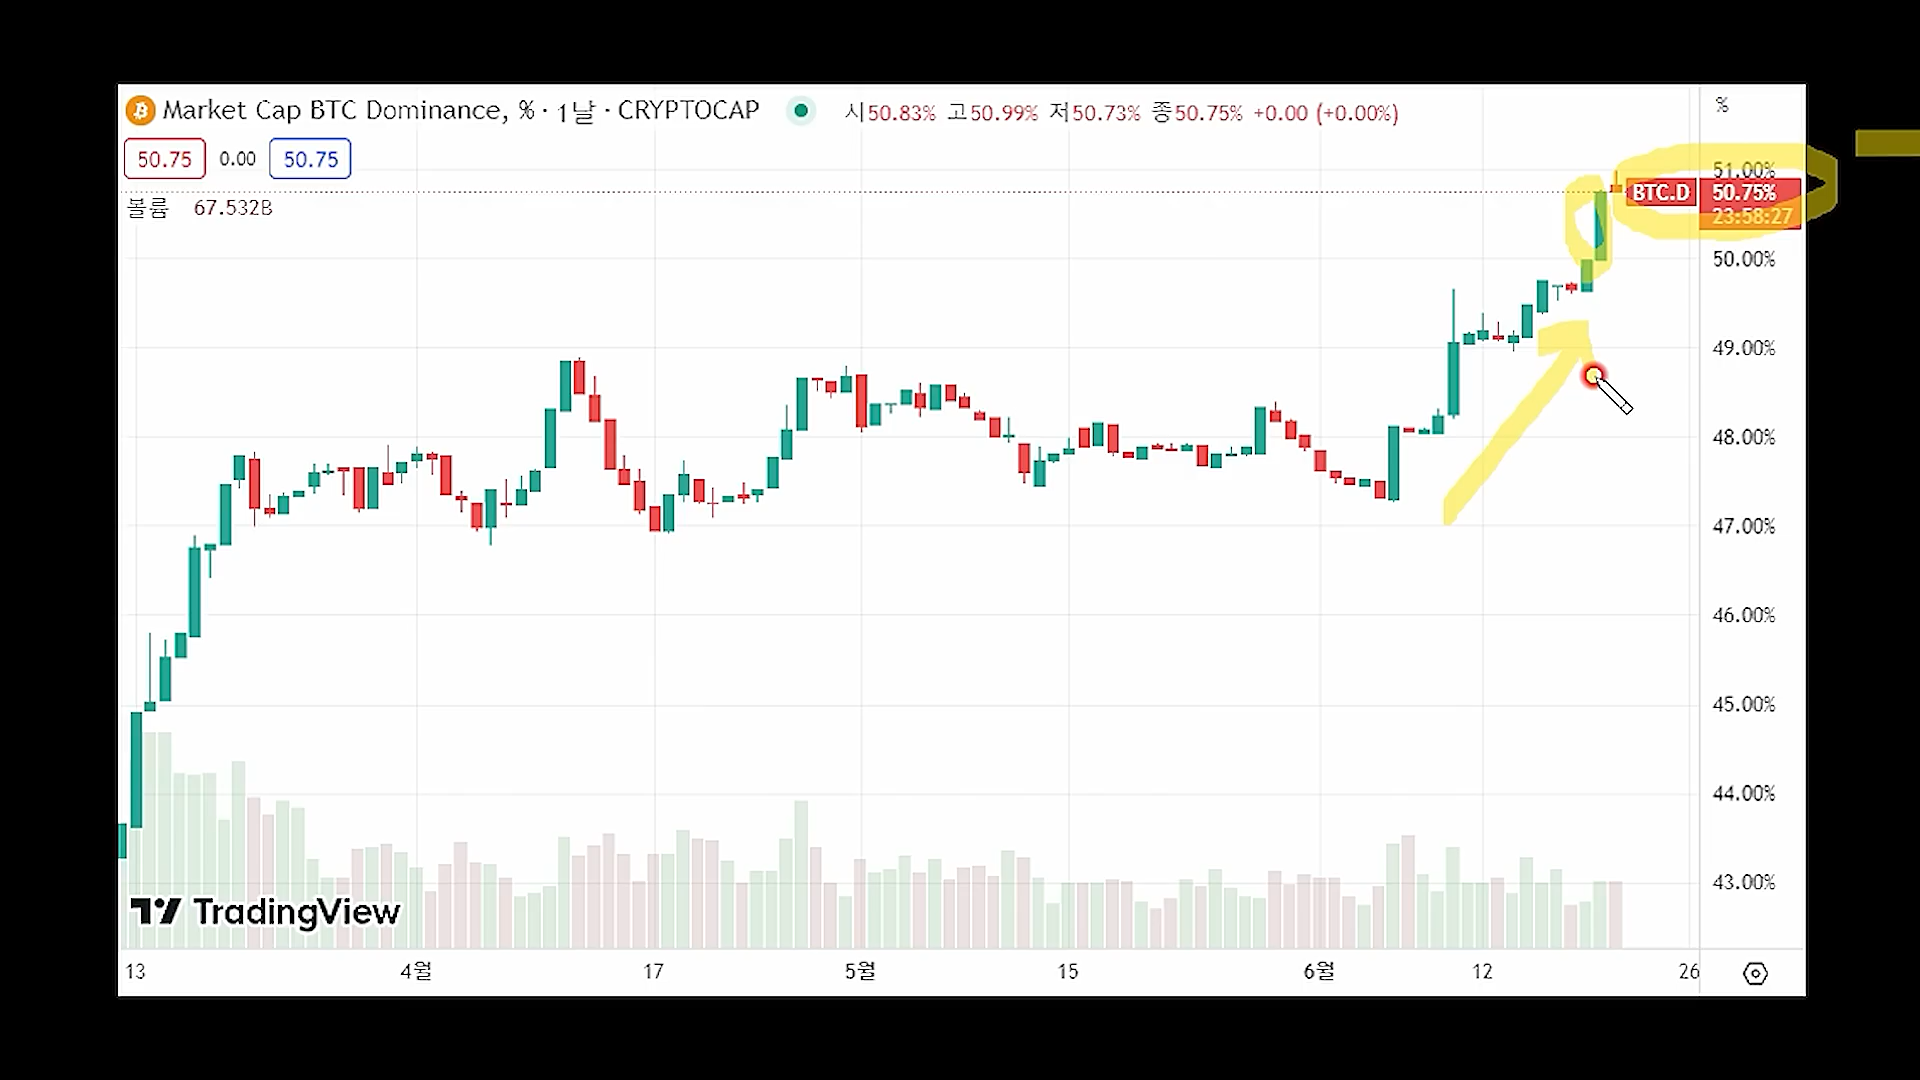 Market Cap BTC Dominance, % · 1날 · CRYPTOCAP
시50.83% 고50.99% 저50.73% 종50.75% +0.00 (+0.00%)
%
50.75 0.00 50.75
볼륨 67.532B
51.00%
BTC.D 50.75%
23:58:27
50.00%
49.00%
48.00%
47.00%
46.00%
45.00%
44.00%
43.00%
TradingView
13 4월 17 5월 15 6월 12 26